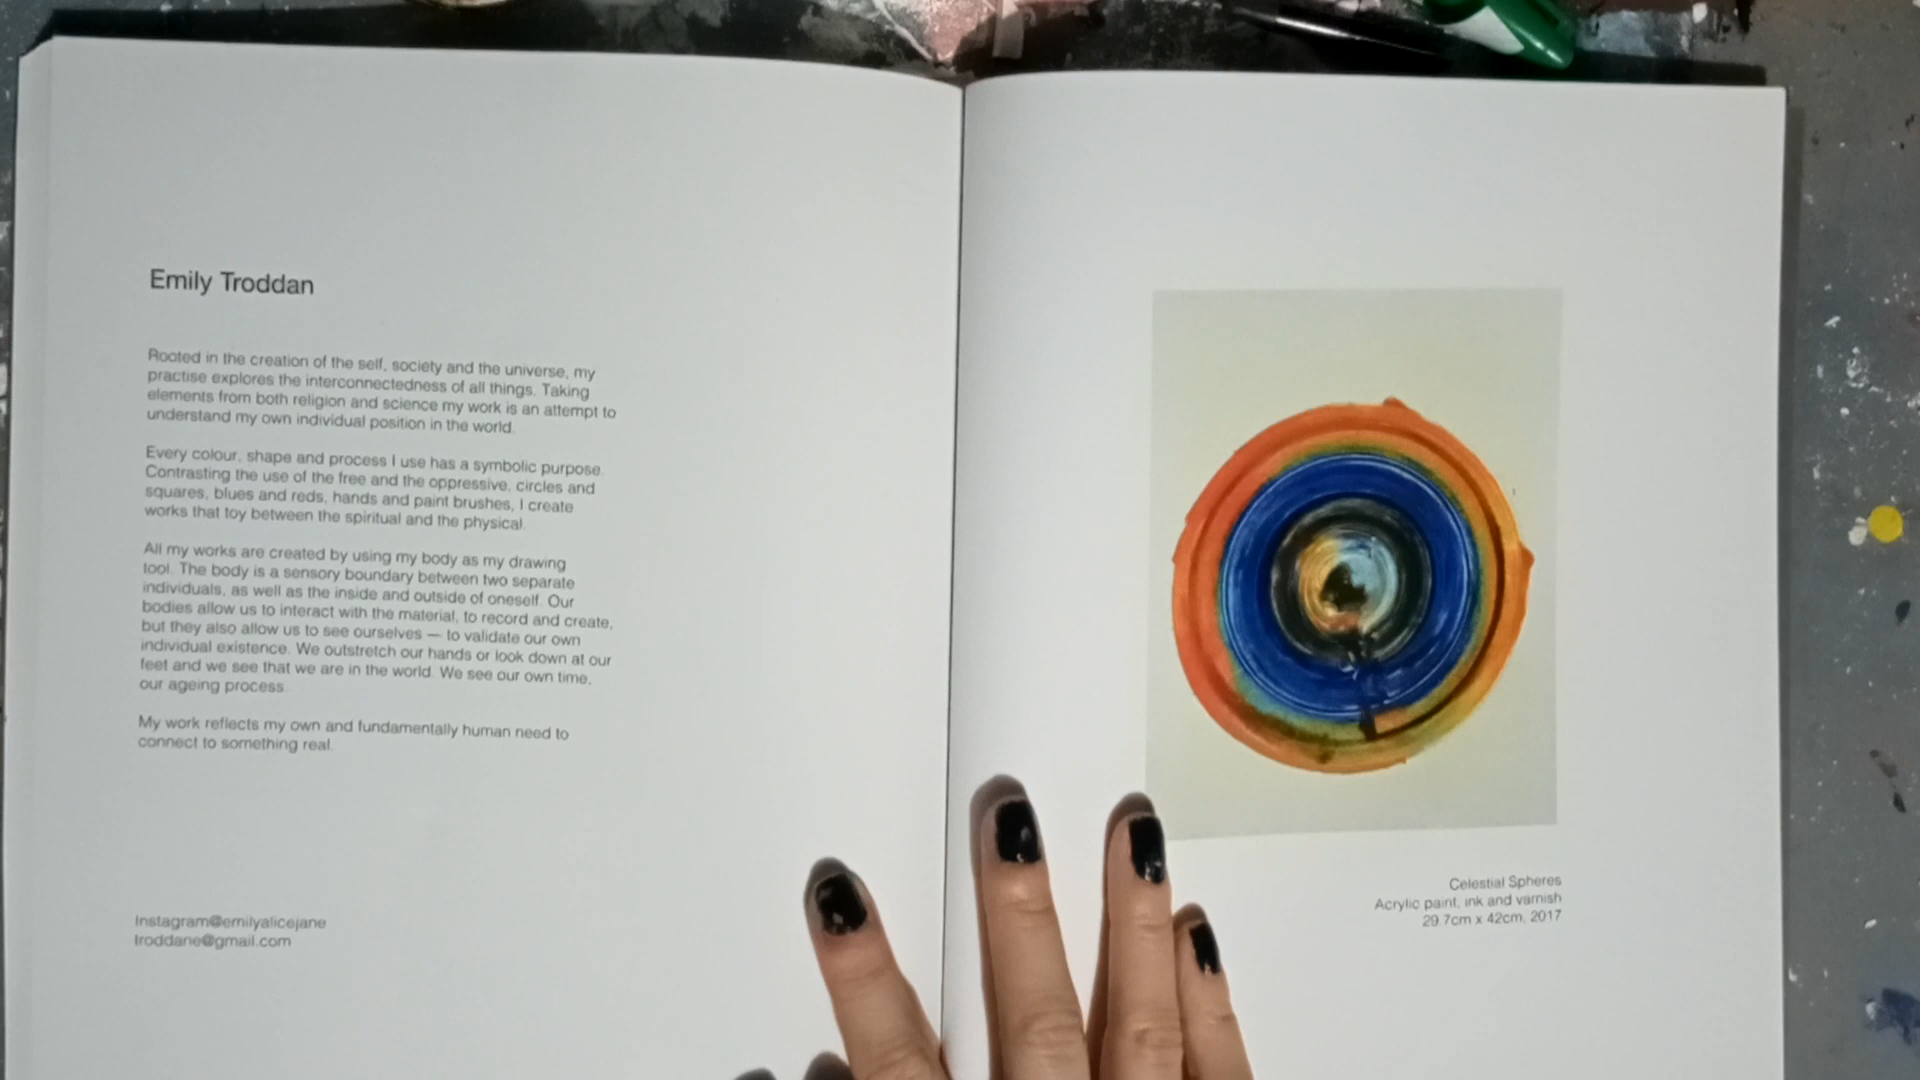 Emily Troddan
Rooted in the creation of the self, society and the universe, my
practise explores the interconnectedness of all things. Taking
elements from both religion and science my work is an attempt to
understand my own individual position in the world.
Every colour, shape and process I use has a symbolic purpose.
Contrasting the use of the free and the oppressive, circles and
squares, blues and reds, hands and paint brushes, I create
works that toy between the spiritual and the physical.
All my works are created by using my body as my drawing
tool. The body is a sensory boundary between two separate
individuals, as well as the inside and outside of oneself. Our
bodies allow us to interact with the material, to record and create,
but they also allow us to see ourselves — to validate our own
individual existence. We outstretch our hands or look down at our
feet and we see that we are in the world. We see our own time,
our ageing process.
My work reflects my own and fundamentally human need to
connect to something real.
Instagram@emilyalicejane
troddane@gmail.com
Celestial Spheres
Acrylic paint, ink and varnish
29.7cm x 42cm, 2017